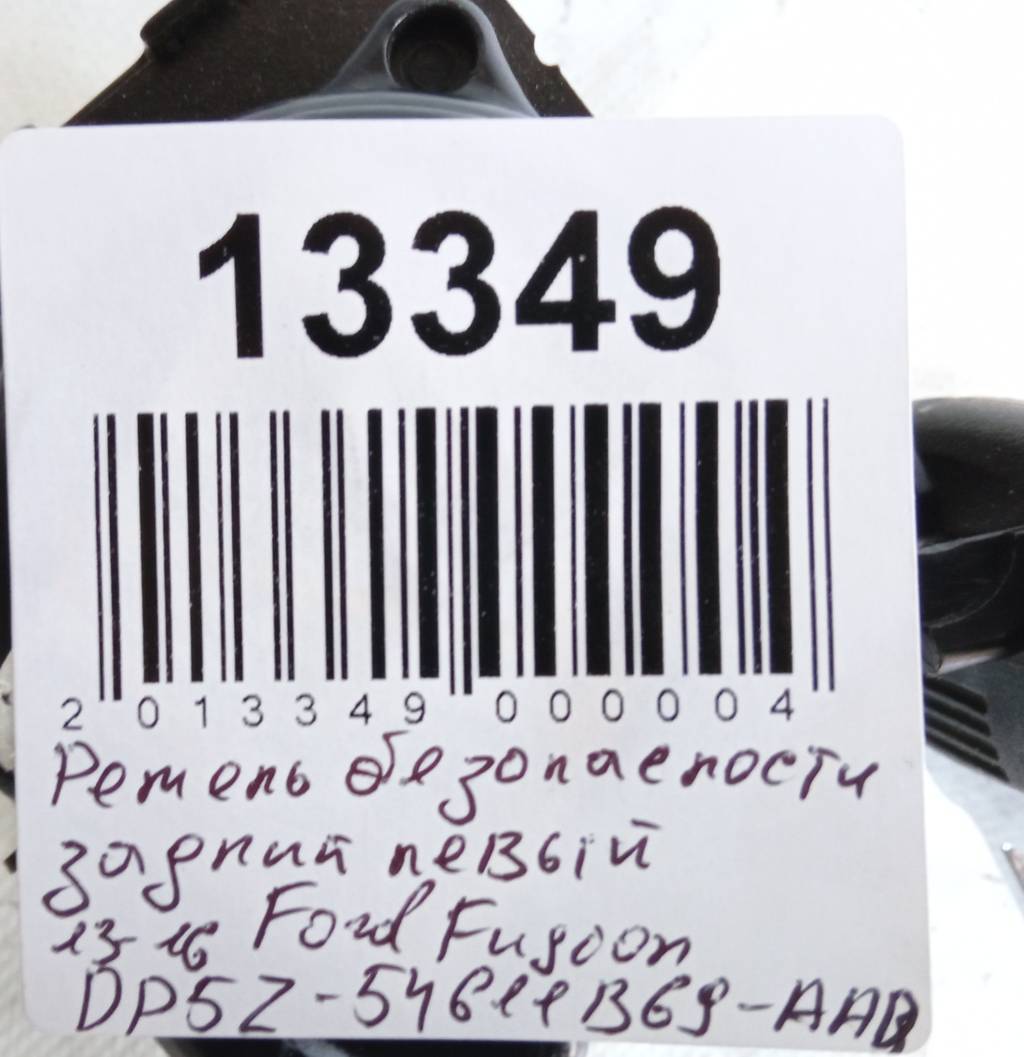 13349
2 013349 000004
Ремень безопасности
задний левый
13-16 Ford Fusoon
DP5Z-54611B69-AAB